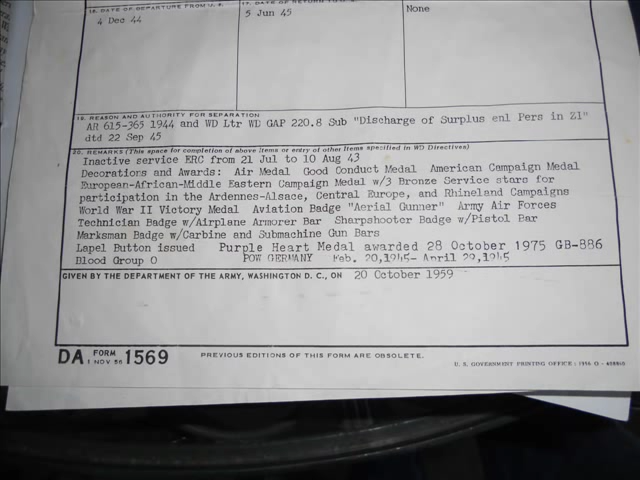 16. DATE OF DEPARTURE FROM U. S.
4 Dec 44
5 Jun 45
None
AR 615-365 1944 and WD Ltr WD GAP 220.8 Sub "Discharge of Surplus enl Pers in ZI"
REASON AND AUTHORITY FOR SEPARATION
dtd 22 Sep 45
20. REMARKS (This space for completion of above items or entry of other items specified in WD Directives)
Inactive service ERC from 21 Jul to 10 Aug 43
Decorations and Awards: Air Medal Good Conduct Medal American Campaign Medal
European-African-Middle Eastern Campaign Medal w/3 Bronze Service stars for
participation in the Ardennes-Alsace, Central Europe, and Rhineland Campaigns
World War II Victory Medal Aviation Badge "Aerial Gunner" Army Air Forces
Technician Badge w/Airplane Armorer Bar Sharpshooter Badge w/Pistol Bar
Marksman Badge w/Carbine and Submachine Gun Bars
Lapel Button issued Purple Heart Medal awarded 28 October 1975 GB-886
Blood Group O POW GERMANY Feb. 20,1945- April 29,1945
GIVEN BY THE DEPARTMENT OF THE ARMY, WASHINGTON D. C., ON 20 October 1959
DA FORM 1 NOV 56 1569 PREVIOUS EDITIONS OF THIS FORM ARE OBSOLETE.
U. S. GOVERNMENT PRINTING OFFICE: